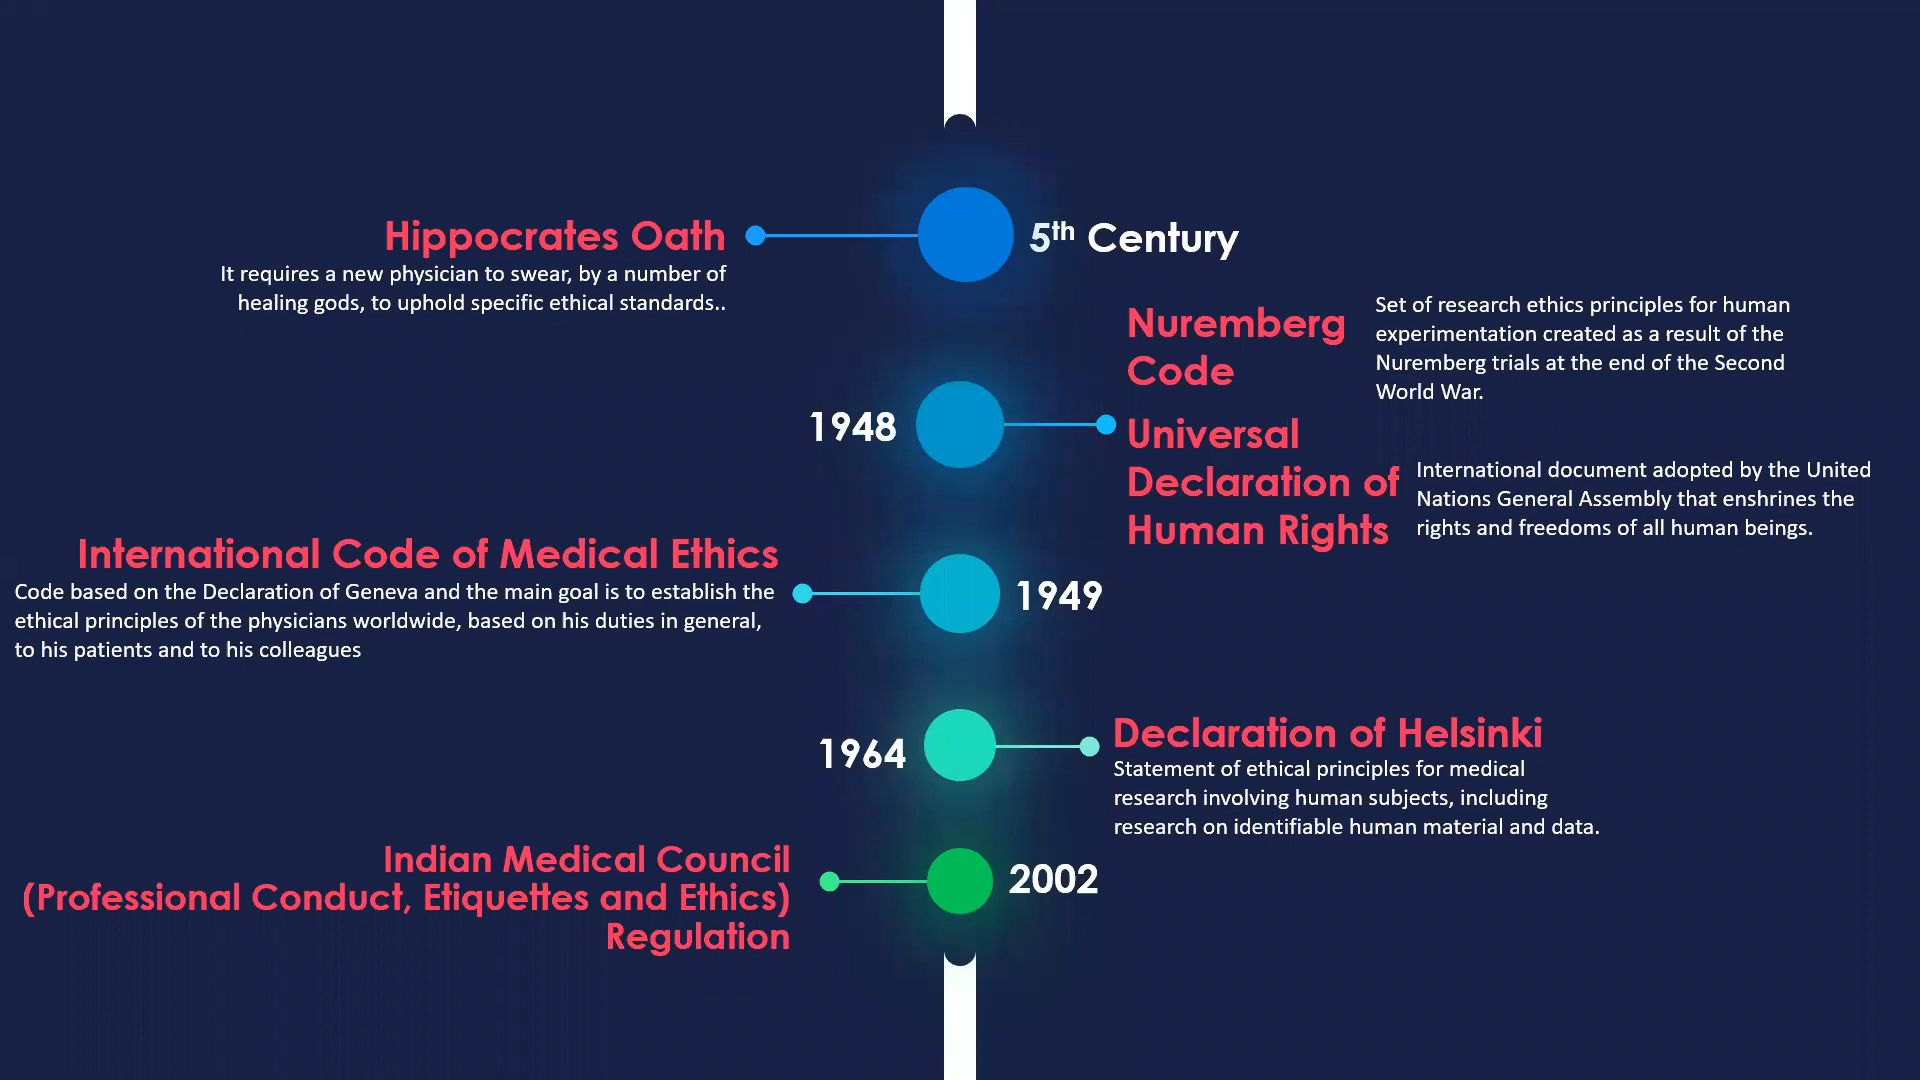 Hippocrates Oath
It requires a new physician to swear, by a number of
healing gods, to uphold specific ethical standards..
5th Century
Nuremberg
Code
Set of research ethics principles for human
experimentation created as a result of the
Nuremberg trials at the end of the Second
World War.
1948
Universal
Declaration of
Human Rights
International document adopted by the United
Nations General Assembly that enshrines the
rights and freedoms of all human beings.
International Code of Medical Ethics
Code based on the Declaration of Geneva and the main goal is to establish the
ethical principles of the physicians worldwide, based on his duties in general,
to his patients and to his colleagues
1949
1964
Declaration of Helsinki
Statement of ethical principles for medical
research involving human subjects, including
research on identifiable human material and data.
Indian Medical Council
(Professional Conduct, Etiquettes and Ethics)
Regulation
2002